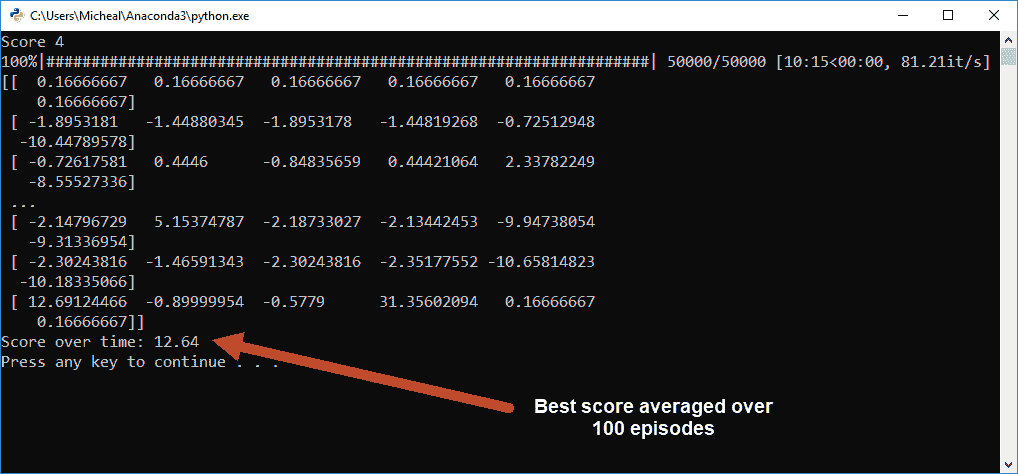 C:\Users\Micheal\Anaconda3\python.exe
Score 4
100%|###################################################################| 50000/50000 [10:15<00:00, 81.21it/s]
[[  0.16666667   0.16666667   0.16666667   0.16666667   0.16666667
    0.16666667]
 [ -1.8953181   -1.44880345  -1.8953178   -1.44819268  -0.72512948
  -10.44789578]
 [ -0.72617581   0.4446      -0.84835659   0.44421064   2.33782249
   -8.55527336]
 ...
 [ -2.14796729   5.15374787  -2.18733027  -2.13442453  -9.94738054
   -9.31336954]
 [ -2.30243816  -1.46591343  -2.30243816  -2.35177552 -10.65814823
  -10.18335066]
 [ 12.69124466  -0.89999954  -0.5779      31.35602094   0.16666667
    0.16666667]]
Score over time: 12.64
Press any key to continue . . .
Best score averaged over
100 episodes